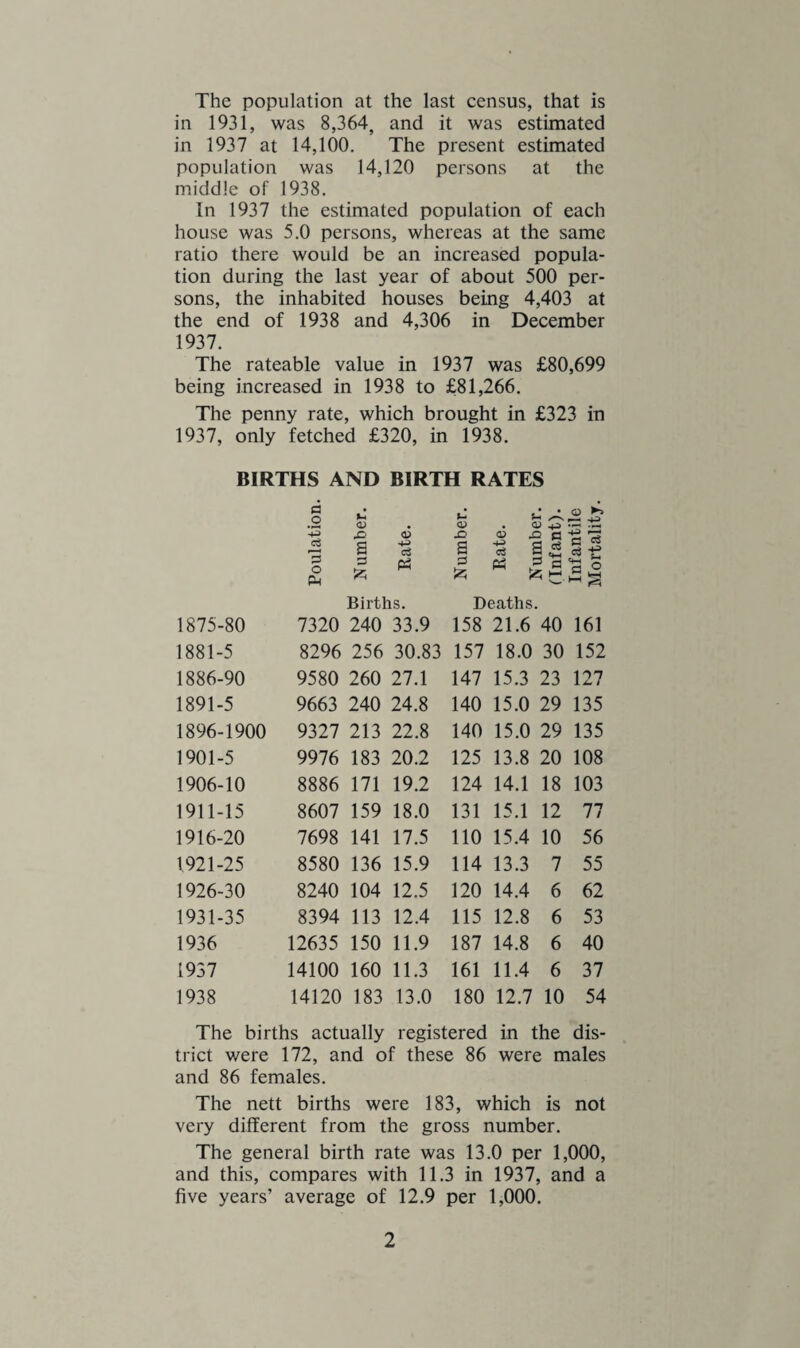 The population at the last census, that is
in 1931, was 8,364, and it was estimated
in 1937 at 14,100. The present estimated
population was 14,120 persons at the
middle of 1938.
In 1937 the estimated population of each
house was 5.0 persons, whereas at the same
ratio there would be an increased popula-
tion during the last year of about 500 per-
sons, the inhabited houses being 4,403 at
the end of 1938 and 4,306 in December
1937.
The rateable value in 1937 was £80,699
being increased in 1938 to £81,266.
The penny rate, which brought in £323 in
1937, only fetched £320, in 1938.
BIRTHS AND BIRTH RATES
Poulation. Number. Rate. Number. Rate. Number. (Infant). Infantile Mortality.
Births. Deaths.
1875-80 7320 240 33.9 158 21.6 40 161
1881-5 8296 256 30.83 157 18.0 30 152
1886-90 9580 260 27.1 147 15.3 23 127
1891-5 9663 240 24.8 140 15.0 29 135
1896-1900 9327 213 22.8 140 15.0 29 135
1901-5 9976 183 20.2 125 13.8 20 108
1906-10 8886 171 19.2 124 14.1 18 103
1911-15 8607 159 18.0 131 15.1 12 77
1916-20 7698 141 17.5 110 15.4 10 56
1921-25 8580 136 15.9 114 13.3 7 55
1926-30 8240 104 12.5 120 14.4 6 62
1931-35 8394 113 12.4 115 12.8 6 53
1936 12635 150 11.9 187 14.8 6 40
1937 14100 160 11.3 161 11.4 6 37
1938 14120 183 13.0 180 12.7 10 54
The births actually registered in the dis-
trict were 172, and of these 86 were males
and 86 females.
The nett births were 183, which is not
very different from the gross number.
The general birth rate was 13.0 per 1,000,
and this, compares with 11.3 in 1937, and a
five years' average of 12.9 per 1,000.
2